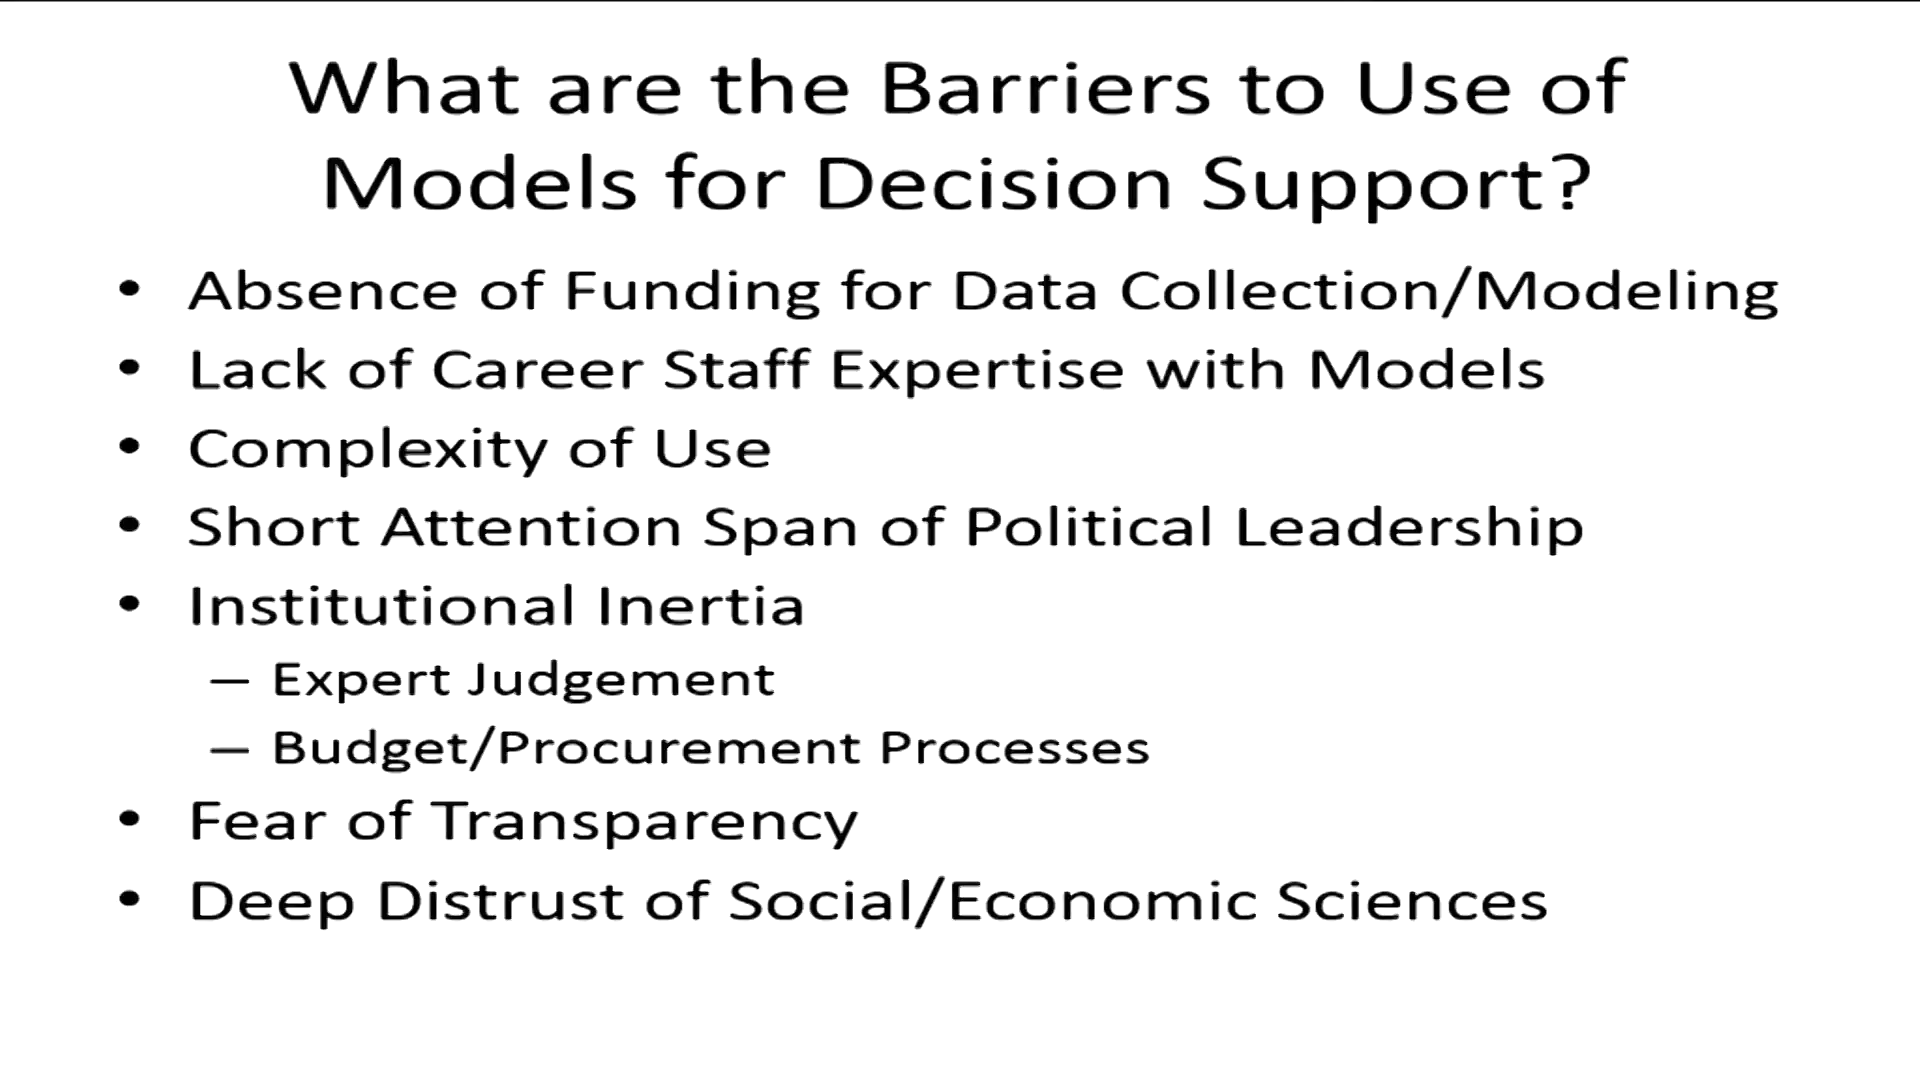 What are the Barriers to Use of
Models for Decision Support?
• Absence of Funding for Data Collection/Modeling
• Lack of Career Staff Expertise with Models
• Complexity of Use
• Short Attention Span of Political Leadership
• Institutional Inertia
– Expert Judgement
– Budget/Procurement Processes
• Fear of Transparency
• Deep Distrust of Social/Economic Sciences